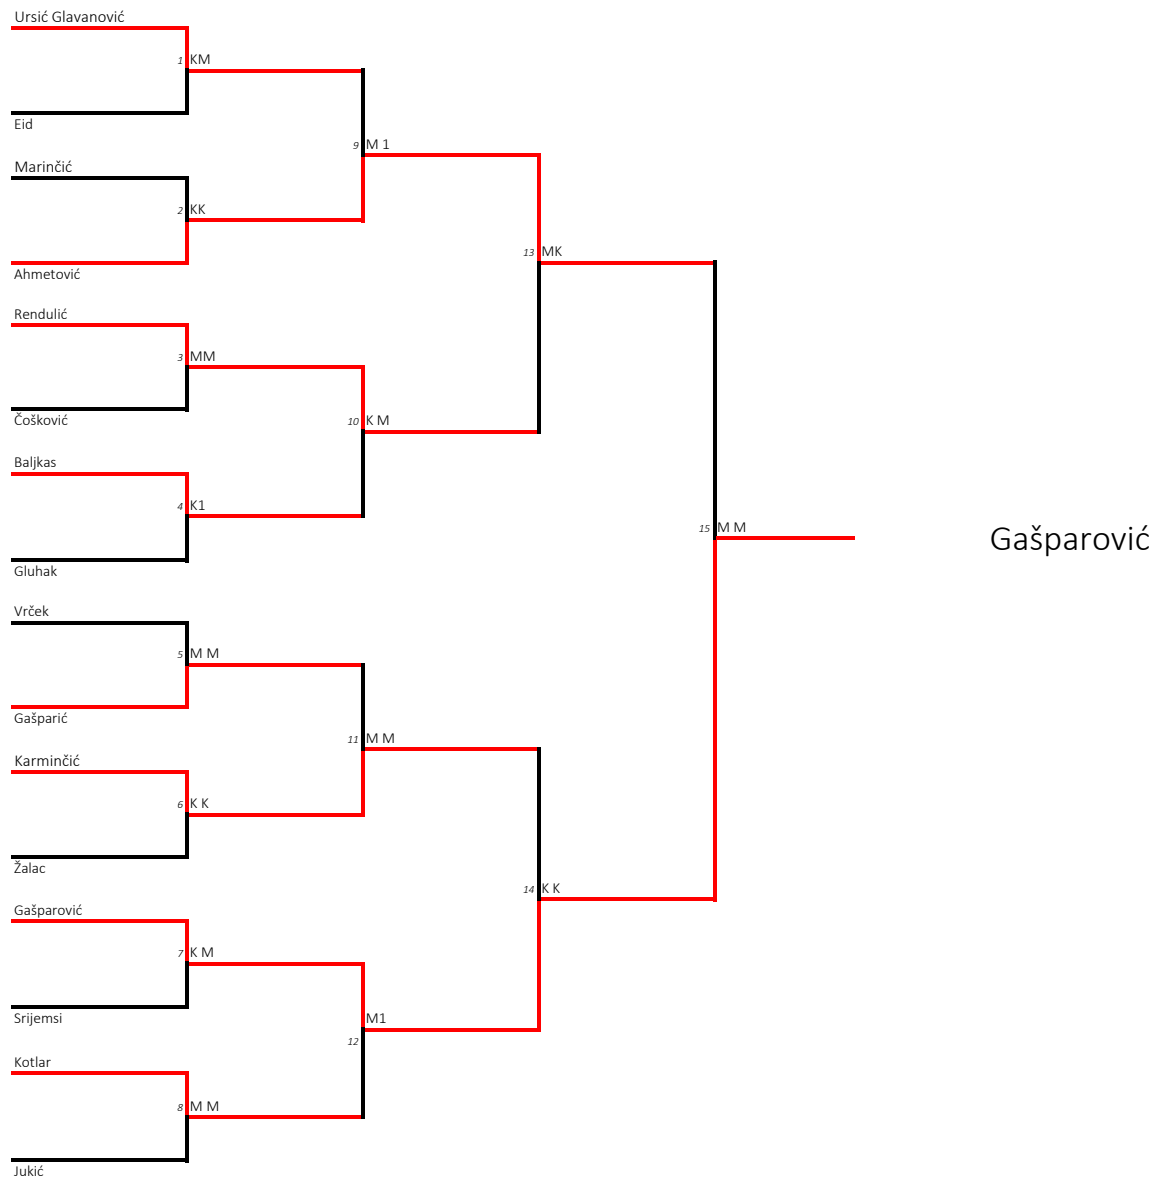 Ursić Glavanović
1 KM
Eid
9 M 1
Marinčić
2 KK
Ahmetović
13 MK
Rendulić
3 MM
Čošković
10 K M
Baljkas
4 K1
Gluhak
15 M M
Gašparović
Vrček
5 M M
Gašparić
11 M M
Karminčić
6 K K
Žalac
14 K K
Gašparović
7 K M
Srijemsi
M1
12
Kotlar
8 M M
Jukić